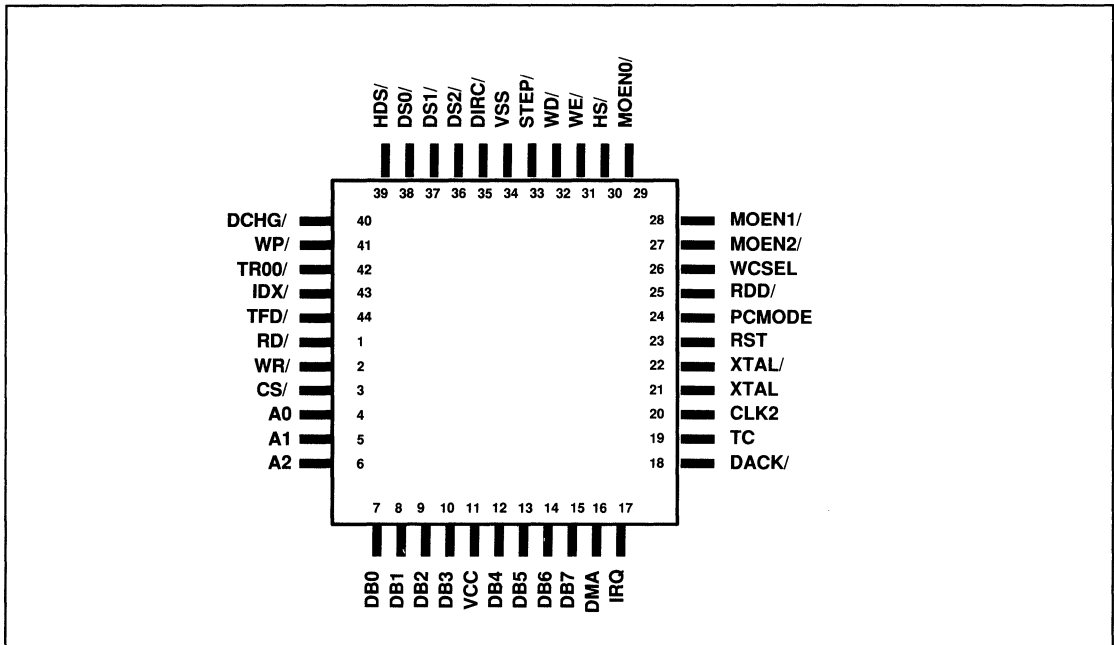 HDS/ DS0/ DS1/ DS2/ DIRC/ VSS STEP/ WD/ WE/ HS/ MOEN0/
39 38 37 36 35 34 33 32 31 30 29
DCHG/ 40 28 MOEN1/
WP/ 41 27 MOEN2/
TR00/ 42 26 WCSEL
IDX/ 43 25 RDD/
TFD/ 44 24 PCMODE
RD/ 1 23 RST
WR/ 2 22 XTAL/
CS/ 3 21 XTAL
A0 4 20 CLK2
A1 5 19 TC
A2 6 18 DACK/
7 8 9 10 11 12 13 14 15 16 17
DB0 DB1 DB2 DB3 VCC DB4 DB5 DB6 DB7 DMA IRQ